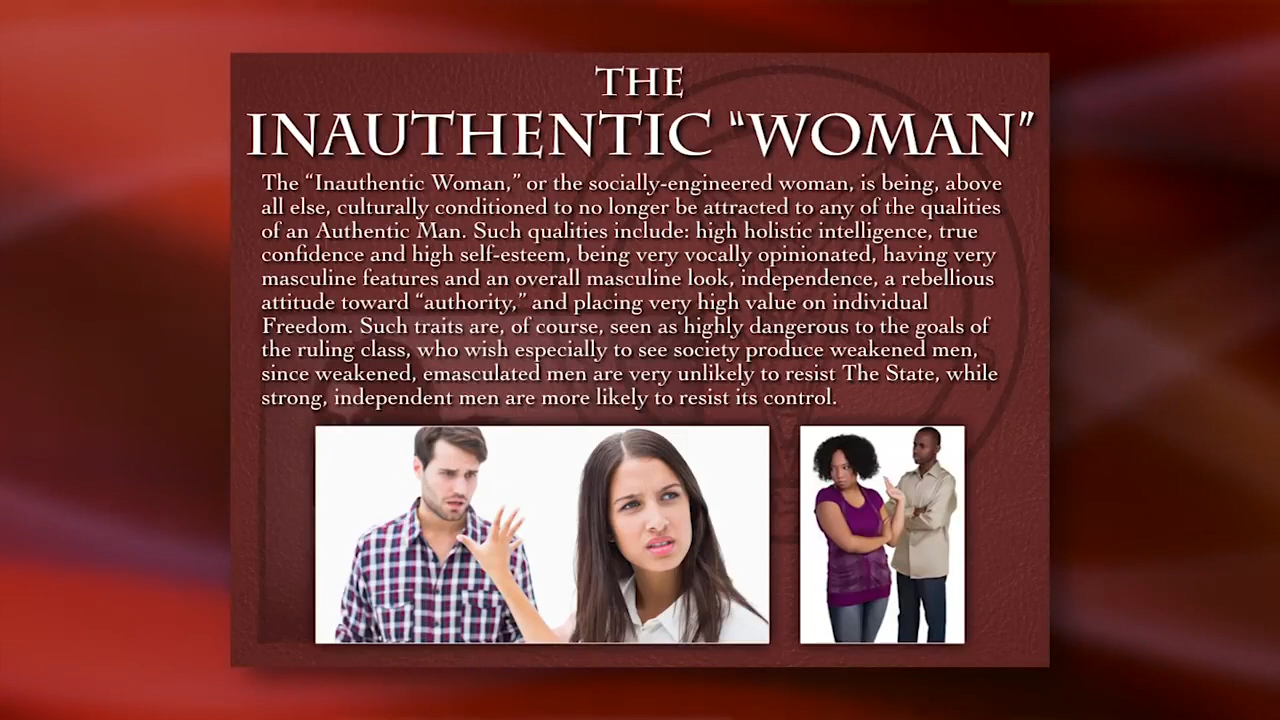 THE
INAUTHENTIC “WOMAN”
The “Inauthentic Woman,” or the socially-engineered woman, is being, above
all else, culturally conditioned to no longer be attracted to any of the qualities
of an Authentic Man. Such qualities include: high holistic intelligence, true
confidence and high self-esteem, being very vocally opinionated, having very
masculine features and an overall masculine look, independence, a rebellious
attitude toward “authority,” and placing very high value on individual
Freedom. Such traits are, of course, seen as highly dangerous to the goals of
the ruling class, who wish especially to see society produce weakened men,
since weakened, emasculated men are very unlikely to resist The State, while
strong, independent men are more likely to resist its control.